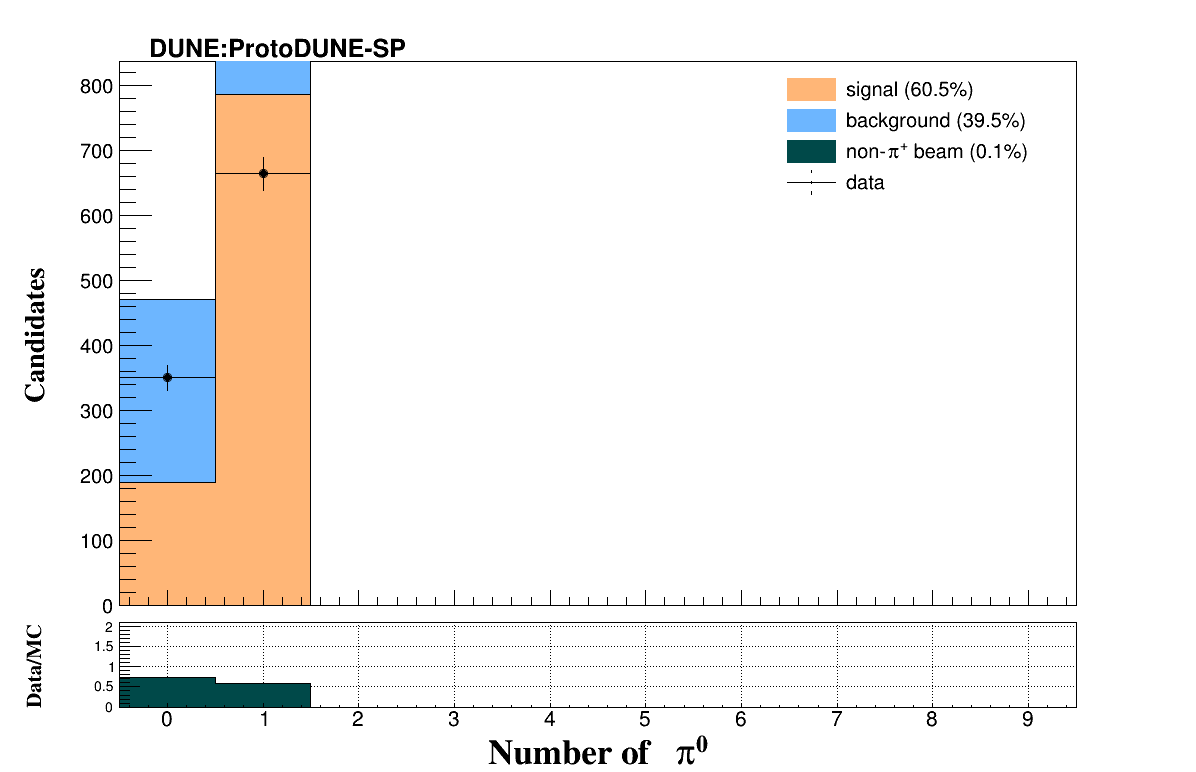 DUNE:ProtoDUNE-SP
signal (60.5%)
background (39.5%)
non-π⁺ beam (0.1%)
data
800
700
600
500
400
300
200
100
0
Candidates
2
1.5
1
0.5
0
Data/MC
0 1 2 3 4 5 6 7 8 9
Number of π⁰